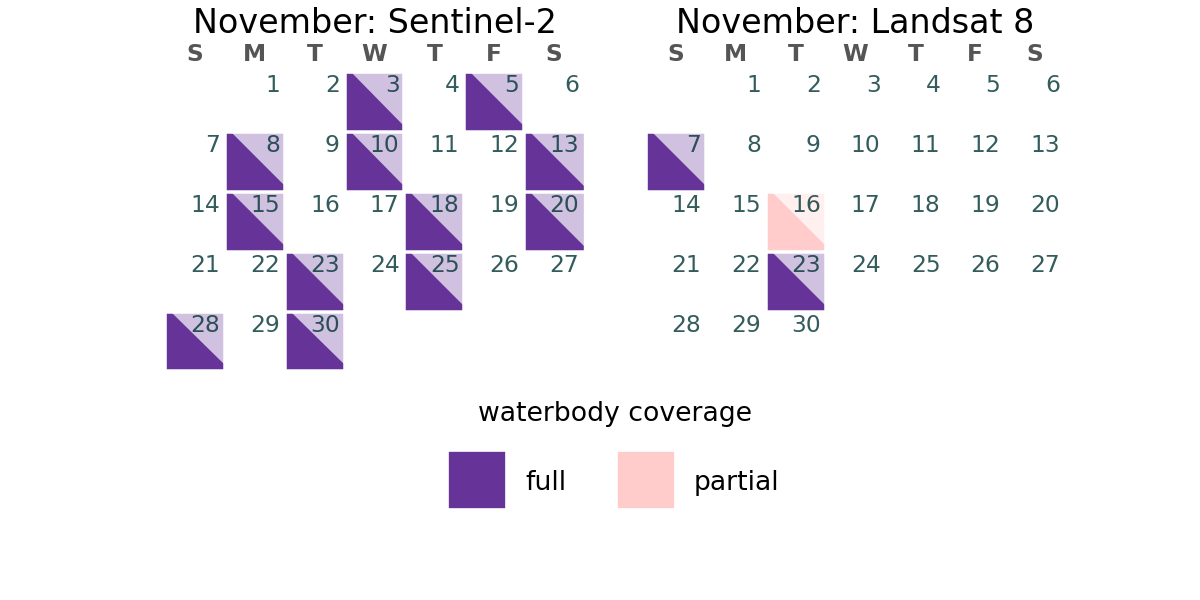 November: Sentinel-2
S M T W T F S
1 2 3 4 5 6
7 8 9 10 11 12 13
14 15 16 17 18 19 20
21 22 23 24 25 26 27
28 29 30
November: Landsat 8
S M T W T F S
1 2 3 4 5 6
7 8 9 10 11 12 13
14 15 16 17 18 19 20
21 22 23 24 25 26 27
28 29 30
waterbody coverage
full partial